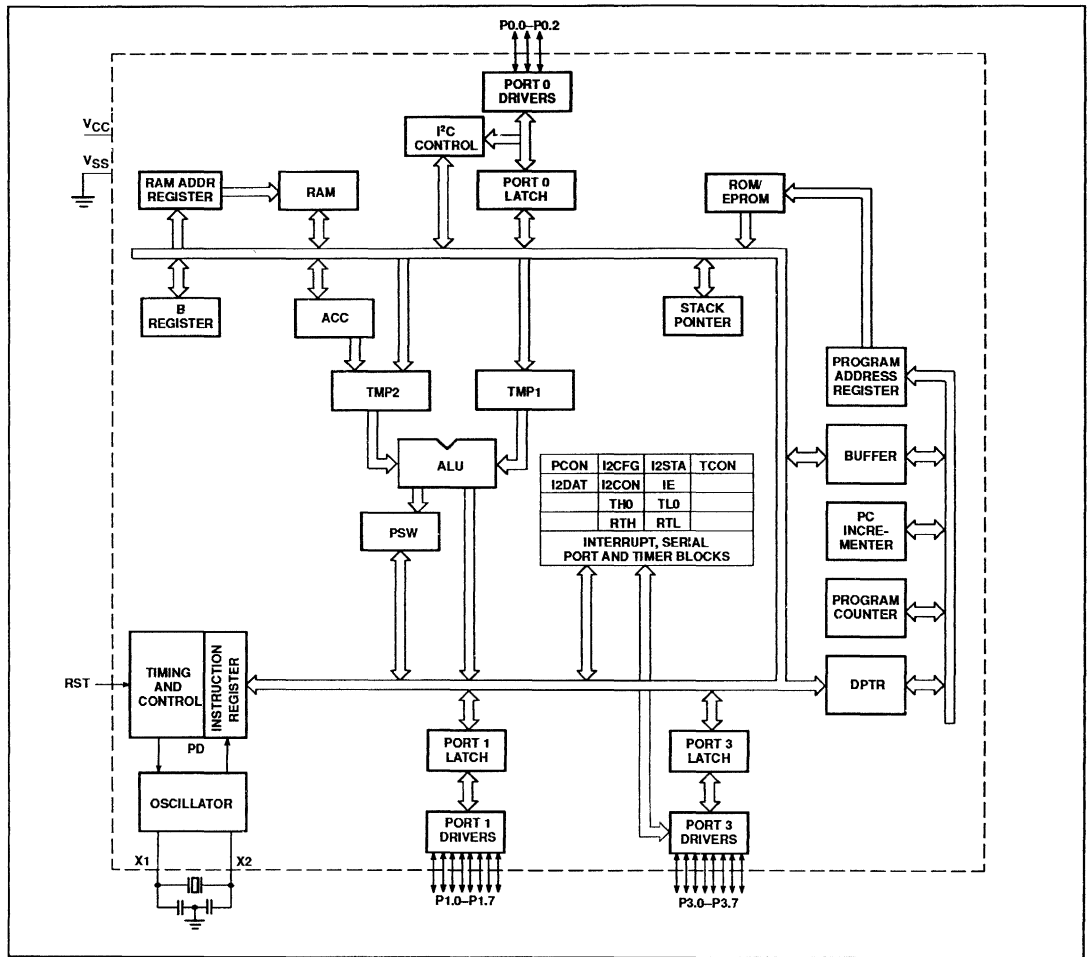 P0.0–P0.2
PORT 0
DRIVERS
VCC
I²C
CONTROL
VSS
RAM ADDR
REGISTER
RAM
PORT 0
LATCH
ROM/
EPROM
B
REGISTER
ACC
STACK
POINTER
PROGRAM
ADDRESS
REGISTER
TMP2
TMP1
ALU
BUFFER
PCON I2CFG I2STA TCON
I2DAT I2CON IE
TH0 TL0
RTH RTL
INTERRUPT, SERIAL
PORT AND TIMER BLOCKS
PSW
PC
INCRE-
MENTER
PROGRAM
COUNTER
RST
TIMING
AND
CONTROL
INSTRUCTION
REGISTER
DPTR
PD
PORT 1
LATCH
PORT 3
LATCH
OSCILLATOR
PORT 1
DRIVERS
PORT 3
DRIVERS
X1
X2
P1.0–P1.7
P3.0–P3.7